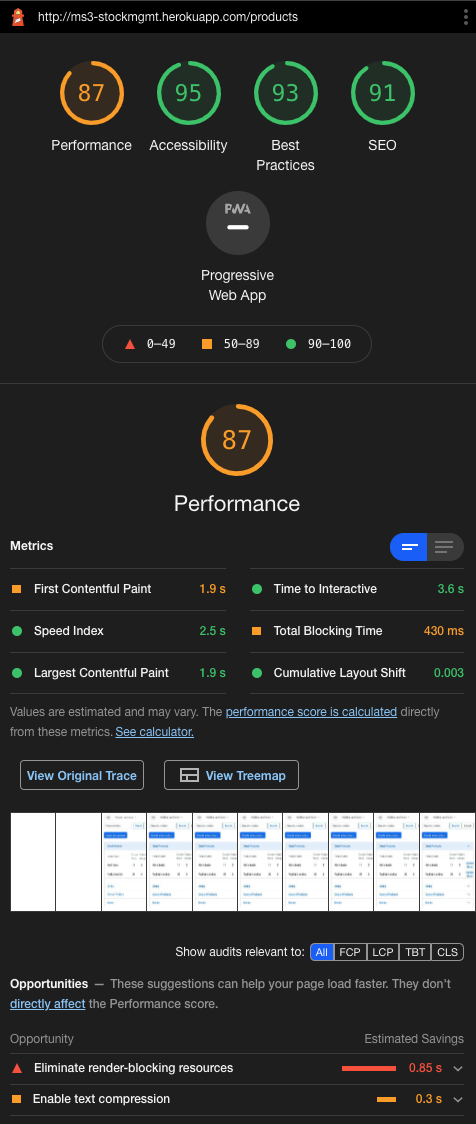 http://ms3-stockmgmt.herokuapp.com/products
87 95 93 91
Performance Accessibility Best Practices SEO
PWA
Progressive
Web App
0–49 50–89 90–100
87
Performance
Metrics
First Contentful Paint 1.9 s Time to Interactive 3.6 s
Speed Index 2.5 s Total Blocking Time 430 ms
Largest Contentful Paint 1.9 s Cumulative Layout Shift 0.003
Values are estimated and may vary. The performance score is calculated directly
from these metrics. See calculator.
View Original Trace View Treemap
Show audits relevant to: All FCP LCP TBT CLS
Opportunities — These suggestions can help your page load faster. They don't
directly affect the Performance score.
Opportunity Estimated Savings
Eliminate render-blocking resources 0.85 s
Enable text compression 0.3 s